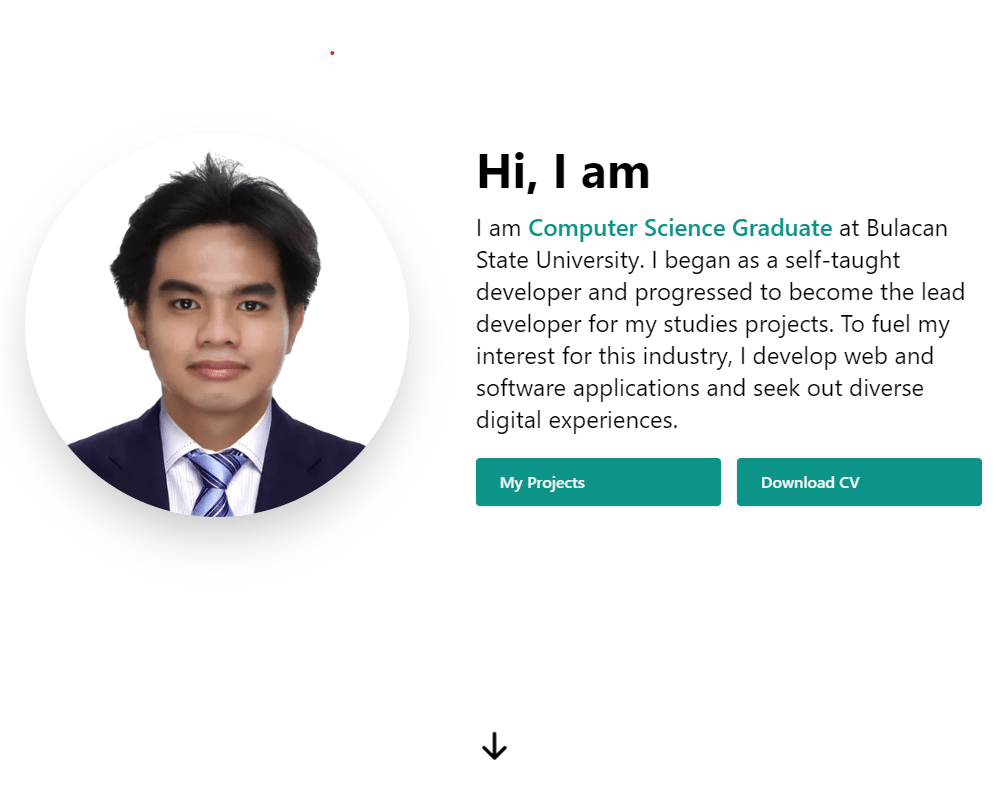 Hi, I am
I am Computer Science Graduate at Bulacan
State University. I began as a self-taught
developer and progressed to become the lead
developer for my studies projects. To fuel my
interest for this industry, I develop web and
software applications and seek out diverse
digital experiences.
My Projects
Download CV